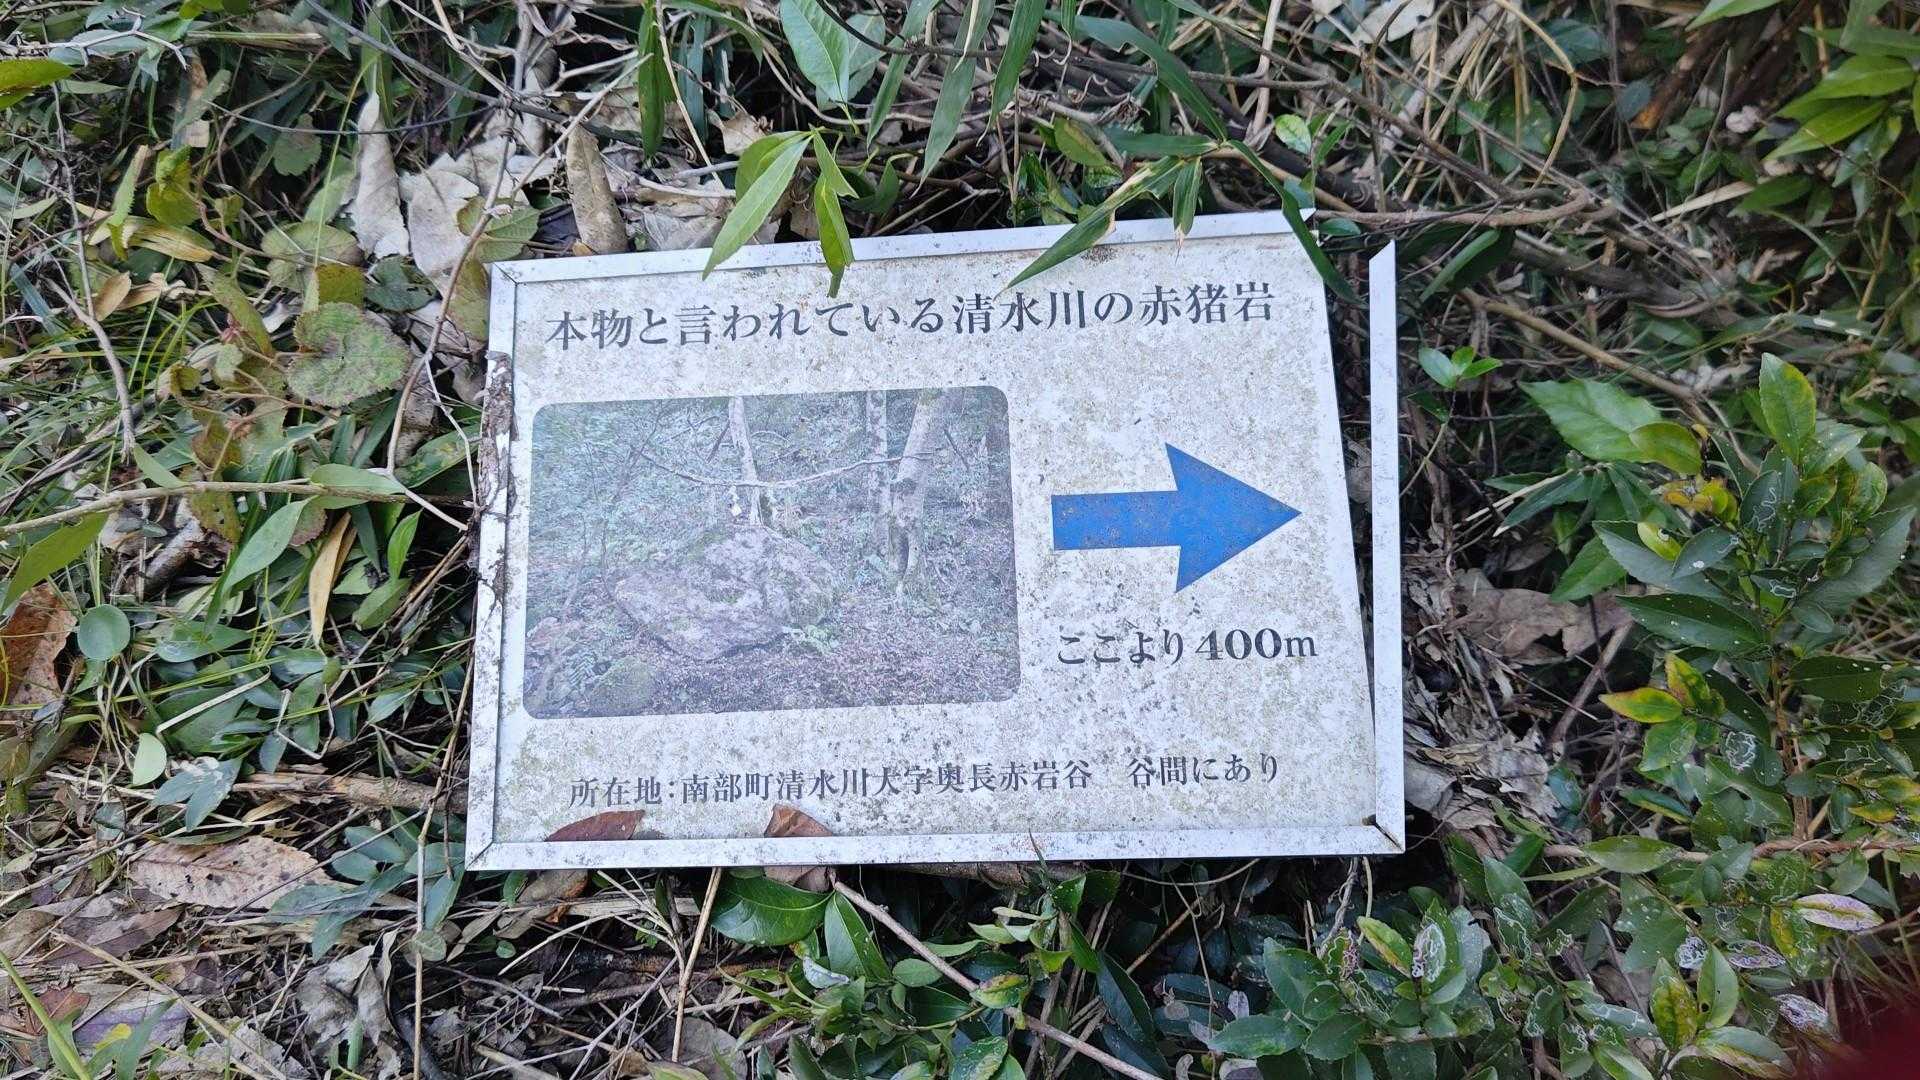 本物と言われている清水川の赤猪岩
ここより400m
所在地:南部町清水川大字奥長赤岩谷　谷間にあり